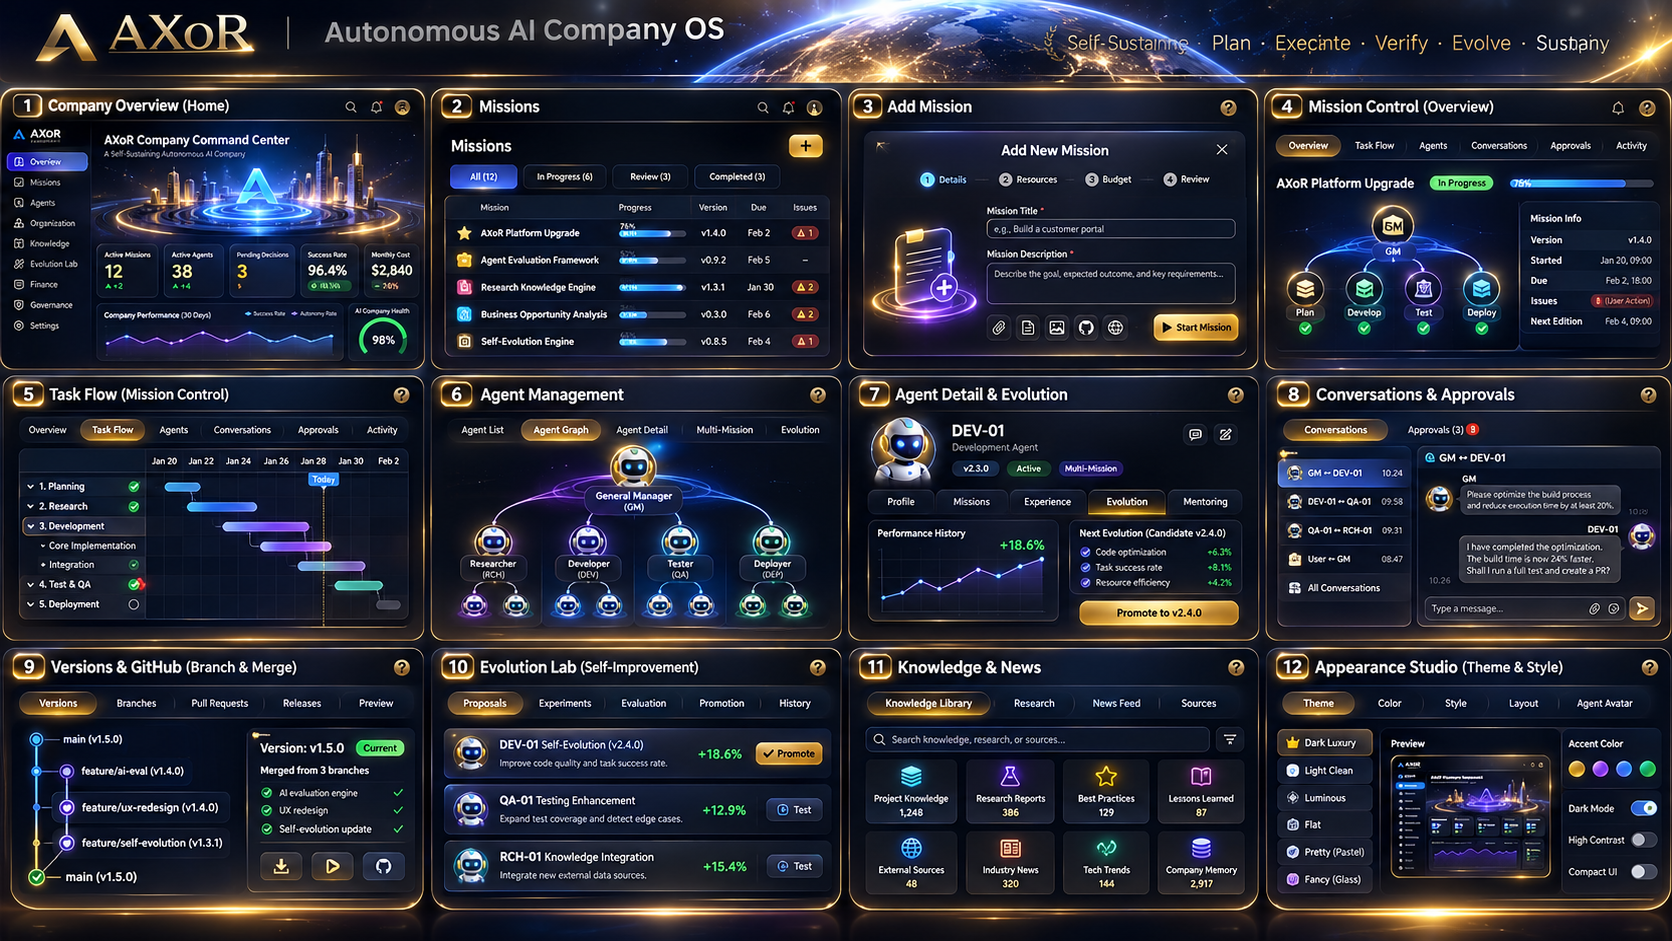 AXoR
Autonomous AI Company OS
Plan · Execute · Verify · Evolve ·
1 Company Overview (Home)
AXoR
Overview
Missions
Agents
Organization
Knowledge
Evolution Lab
Finance
Governance
Settings
AXoR Company Command Center
A Self-Sustaining Autonomous AI Company
Active Missions
12
+2
Active Agents
38
+4
Pending Decisions
3
Success Rate
96.4%
Monthly Cost
$2,840
Company Performance (30 Days)
Success Rate
Autonomy Rate
AI Company Health
98%
2 Missions
Missions
+
All (12)
In Progress (6)
Review (3)
Completed (3)
Mission Progress Version Due Issues
AXoR Platform Upgrade 76% v1.4.0 Feb 2 1
Agent Evaluation Framework v0.9.2 Feb 5 –
Research Knowledge Engine v1.3.1 Jan 30 2
Business Opportunity Analysis v0.3.0 Feb 6 2
Self-Evolution Engine v0.8.5 Feb 4 1
3 Add Mission
?
Add New Mission
1 Details
2 Resources
3 Budget
4 Review
Mission Title *
e.g., Build a customer portal
Mission Description *
Describe the goal, expected outcome, and key requirements...
Start Mission
4 Mission Control (Overview)
?
Overview Task Flow Agents Conversations Approvals Activity
AXoR Platform Upgrade
In Progress
GM
GM
Plan
Develop
Test
Deploy
Mission Info
Version v1.4.0
Started Jan 20, 09:00
Due Feb 2, 18:00
Issues (User Action)
Next Edition Feb 4, 09:00
5 Task Flow (Mission Control)
?
Overview Task Flow Agents Conversations Approvals Activity
Jan 20 Jan 22 Jan 24 Jan 26 Jan 28 Jan 30 Feb 2
Today
1. Planning
2. Research
3. Development
Core Implementation
Integration
4. Test & QA
5. Deployment
6 Agent Management
?
Agent List Agent Graph Agent Detail Multi-Mission Evolution
General Manager
(GM)
Researcher
(RCH)
Developer
(DEV)
Tester
(QA)
Deployer
(DEP)
7 Agent Detail & Evolution
?
DEV-01
Development Agent
v2.3.0
Active
Multi-Mission
Profile Missions Experience Evolution Mentoring
Performance History
+18.6%
Next Evolution (Candidate v2.4.0)
Code optimization +6.3%
Task success rate +8.1%
Resource efficiency +4.2%
Promote to v2.4.0
8 Conversations & Approvals
?
Conversations
Approvals (3)
GM ↔ DEV-01 10.24
DEV-01 ↔ QA-01 09.58
QA-01 ↔ RCH-01 09.31
User ↔ GM 08.47
All Conversations
GM ↔ DEV-01
GM
Please optimize the build process
and reduce execution time by at least 20%.
DEV-01
I have completed the optimization.
The build time is now 24% faster.
Shall I run a full test and create a PR?
10.26
Type a message...
9 Versions & GitHub (Branch & Merge)
?
Versions Branches Pull Requests Releases Preview
main (v1.5.0)
feature/ai-eval (v1.4.0)
feature/ux-redesign (v1.4.0)
feature/self-evolution (v1.3.1)
main (v1.5.0)
Version: v1.5.0
Current
Merged from 3 branches
AI evaluation engine
UX redesign
Self-evolution update
10 Evolution Lab (Self-Improvement)
?
Proposals Experiments Evaluation Promotion History
DEV-01 Self-Evolution (v2.4.0)
Improve code quality and task success rate.
+18.6%
Promote
QA-01 Testing Enhancement
Expand test coverage and detect edge cases.
+12.9%
Test
RCH-01 Knowledge Integration
Integrate new external data sources.
+15.4%
Test
11 Knowledge & News
?
Knowledge Library Research News Feed Sources
Search knowledge, research, or sources...
Project Knowledge
1,248
Research Reports
386
Best Practices
129
Lessons Learned
87
External Sources
48
Industry News
320
Tech Trends
144
Company Memory
2,917
12 Appearance Studio (Theme & Style)
?
Theme Color Style Layout Agent Avatar
Dark Luxury
Light Clean
Luminous
Flat
Pretty (Pastel)
Fancy (Glass)
Preview
Accent Color
Dark Mode
High Contrast
Compact UI